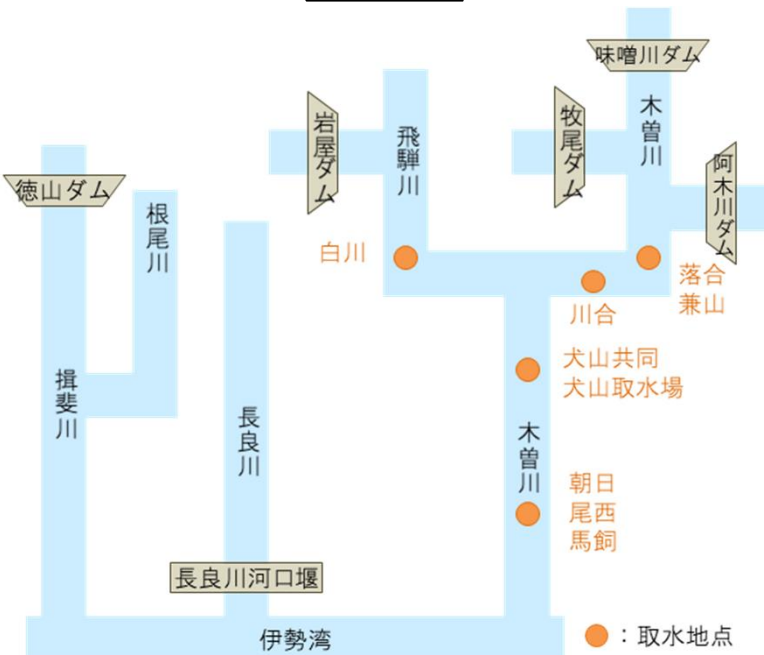 味噌川ダム
木曽川
牧尾ダム
阿木川ダム
岩屋ダム
飛騨川
徳山ダム
根尾川
白川
落合
兼山
川合
犬山共同
犬山取水場
揖斐川
長良川
木曽川
朝日
尾西
馬飼
長良川河口堰
伊勢湾
：取水地点